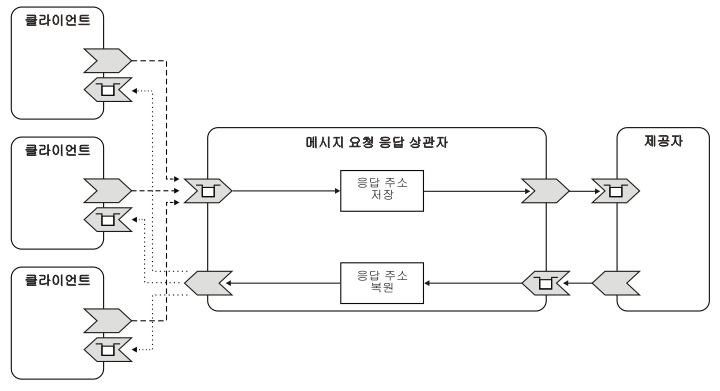 클라이언트
클라이언트
클라이언트
메시지 요청 응답 상관자
응답 주소
저장
응답 주소
복원
제공자